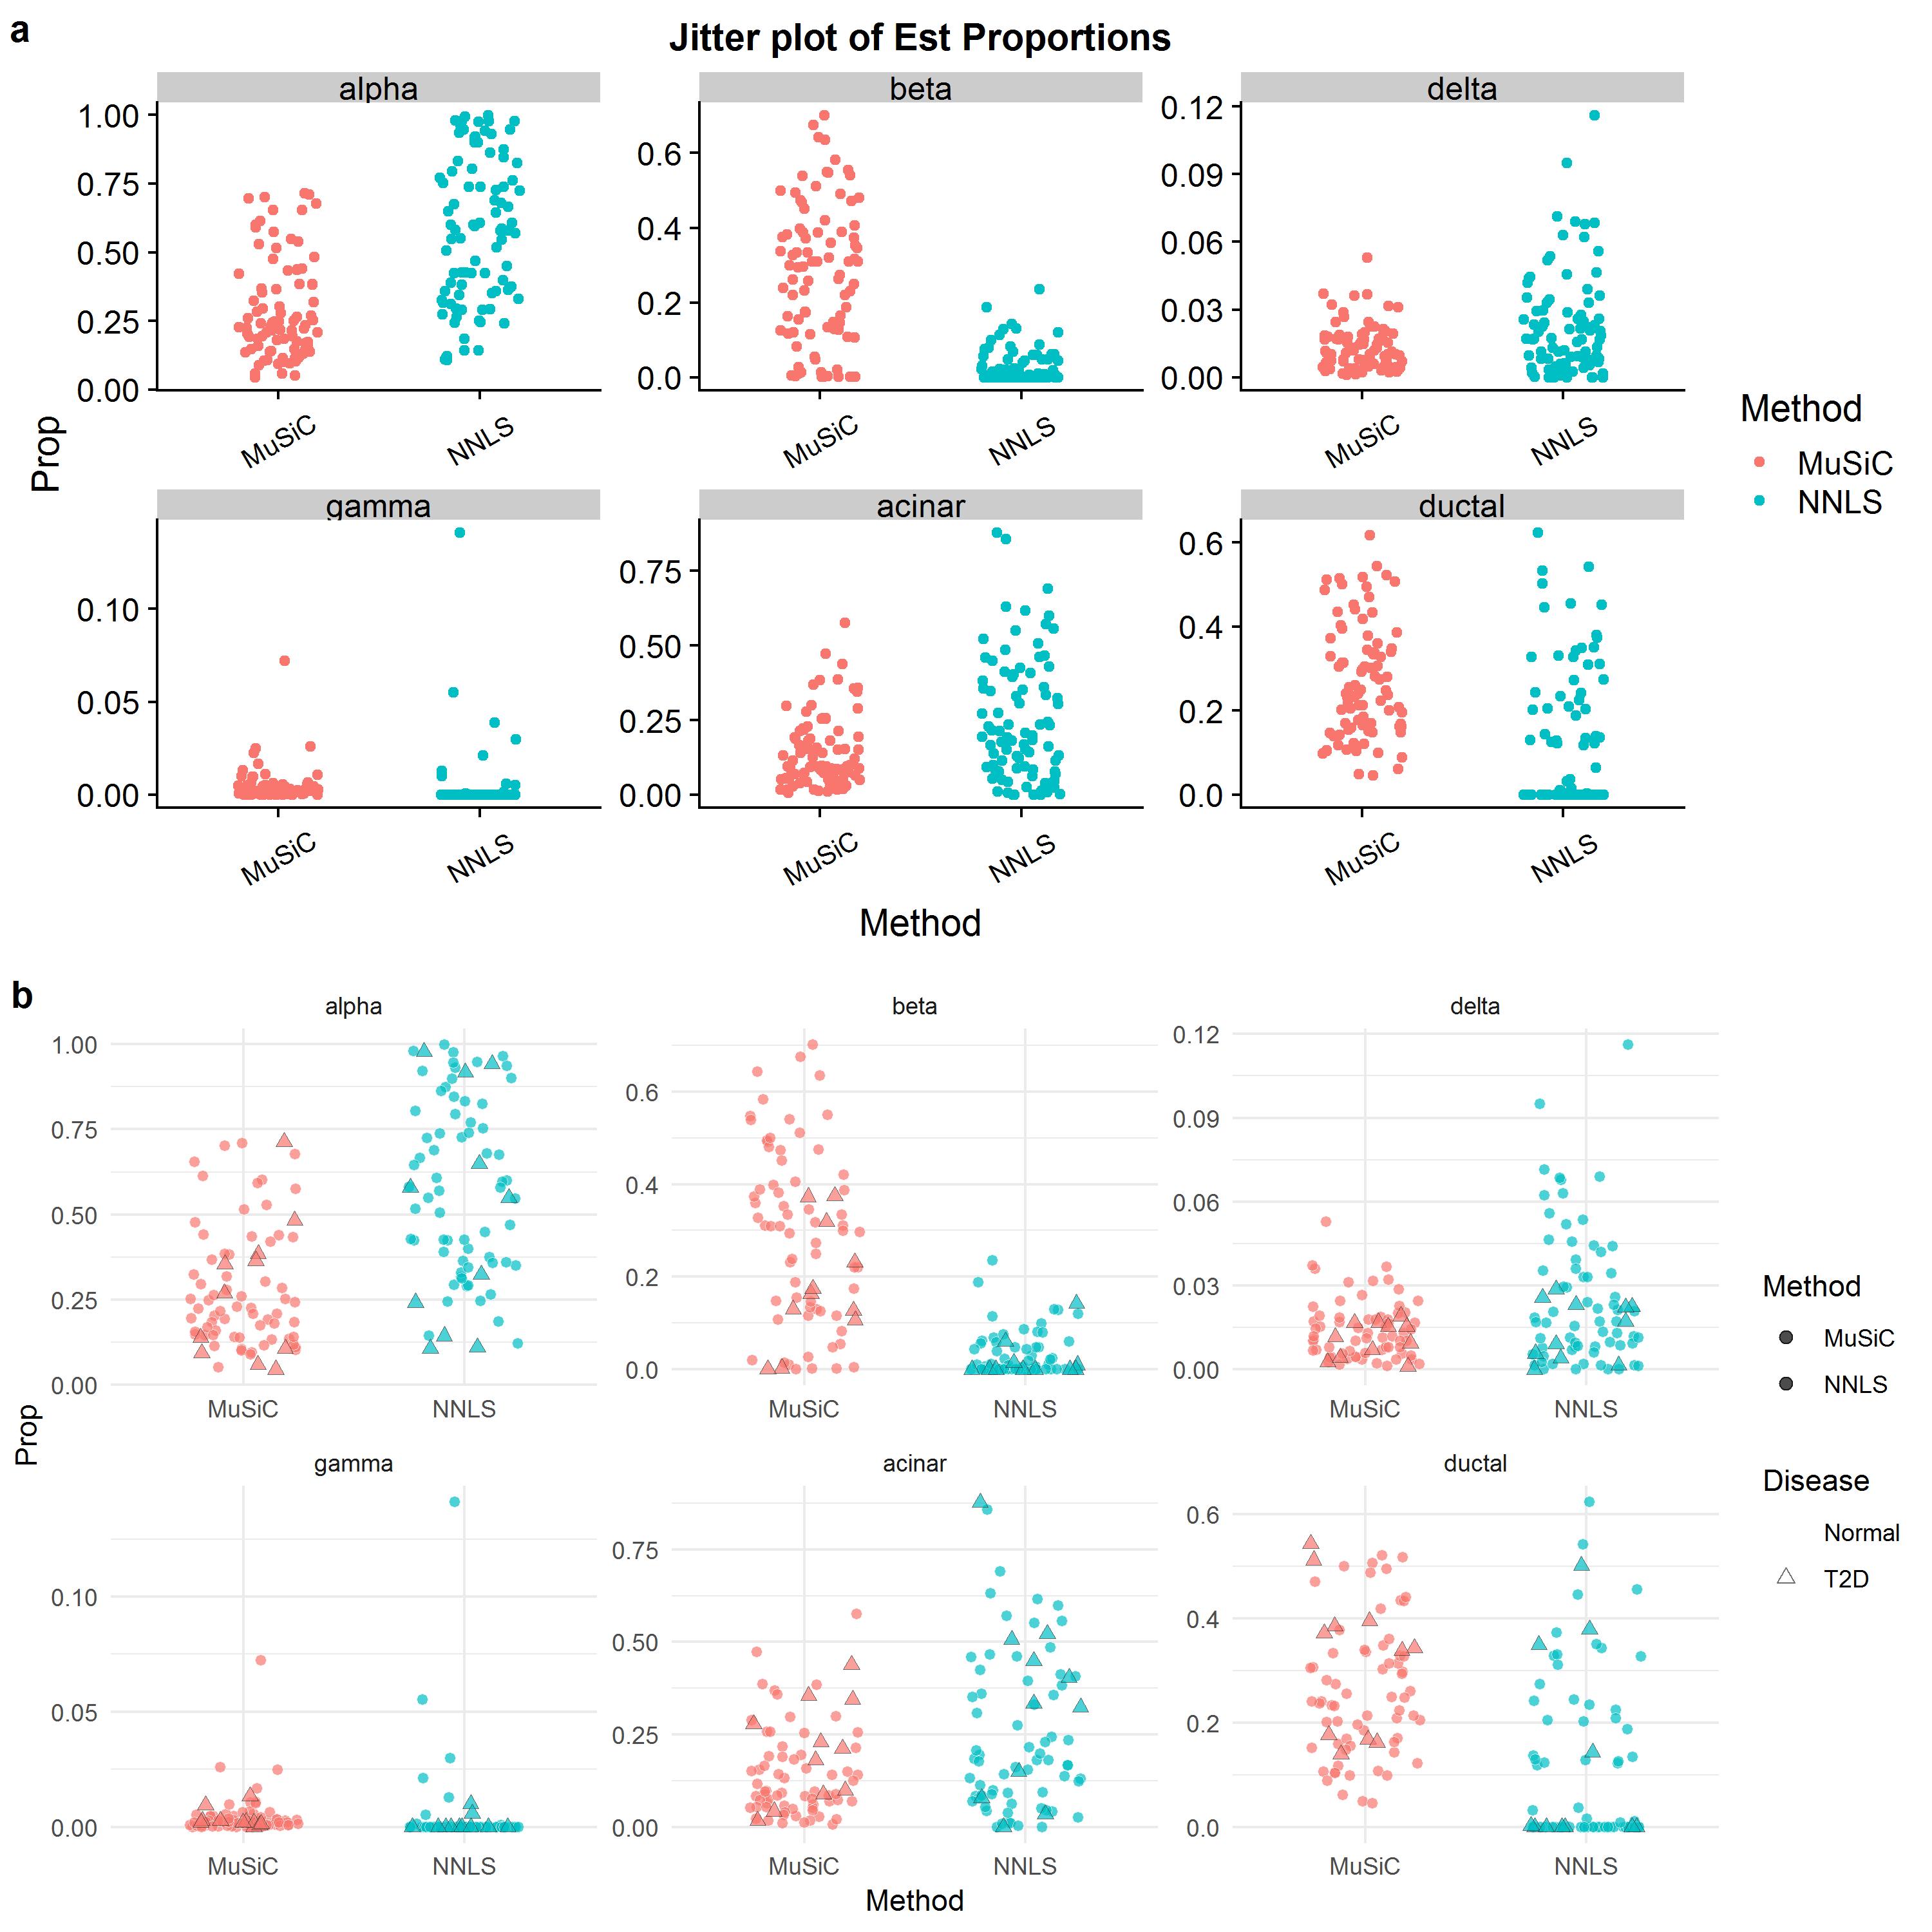 a
Jitter plot of Est Proportions
alpha
beta
delta
1.00
0.75
0.50
0.25
0.00
0.6
0.4
0.2
0.0
0.12
0.09
0.06
0.03
0.00
MuSiC
NNLS
MuSiC
NNLS
MuSiC
NNLS
Prop
Method
MuSiC
NNLS
gamma
acinar
ductal
0.10
0.05
0.00
0.75
0.50
0.25
0.00
0.6
0.4
0.2
0.0
MuSiC
NNLS
MuSiC
NNLS
MuSiC
NNLS
Method
b
alpha
beta
delta
1.00
0.75
0.50
0.25
0.00
0.6
0.4
0.2
0.0
0.12
0.09
0.06
0.03
0.00
MuSiC
NNLS
MuSiC
NNLS
MuSiC
NNLS
Prop
Method
MuSiC
NNLS
Disease
Normal
T2D
gamma
acinar
ductal
0.10
0.05
0.00
0.75
0.50
0.25
0.00
0.6
0.4
0.2
0.0
MuSiC
NNLS
MuSiC
NNLS
MuSiC
NNLS
Method